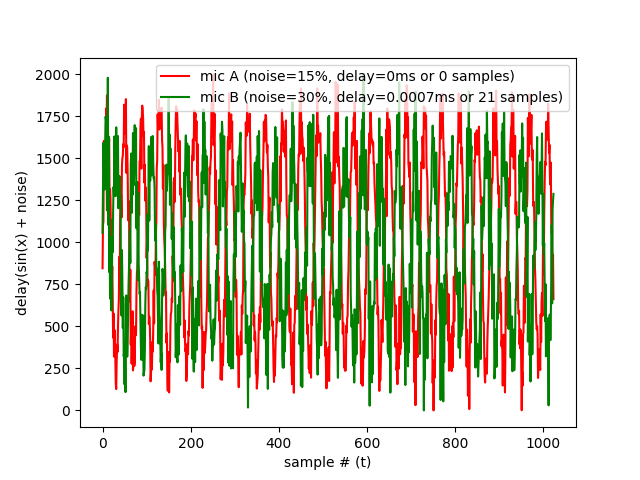 mic A (noise=15%, delay=0ms or 0 samples)
mic B (noise=30%, delay=0.0007ms or 21 samples)
2000
1750
1500
1250
1000
750
500
250
0
delay(sin(x) + noise)
0 200 400 600 800 1000
sample # (t)